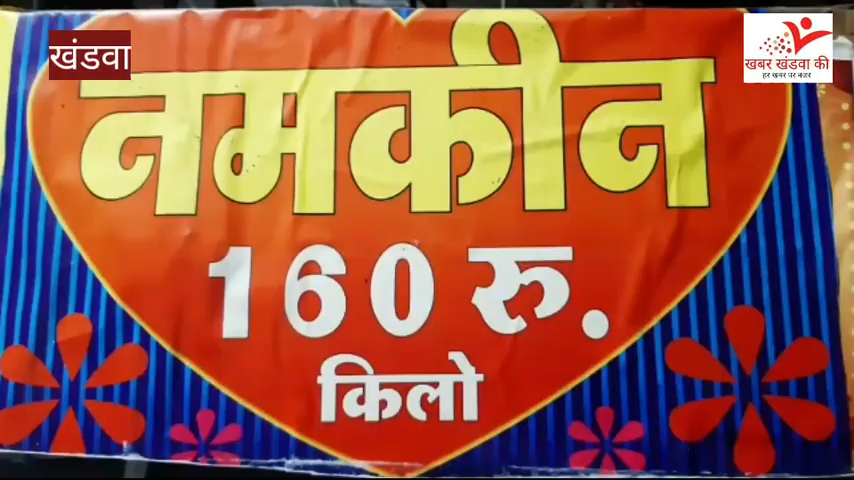 खंडवा
खबर खंडवा की
हर खबर पर नजर
नमकीन
160 रु.
किलो